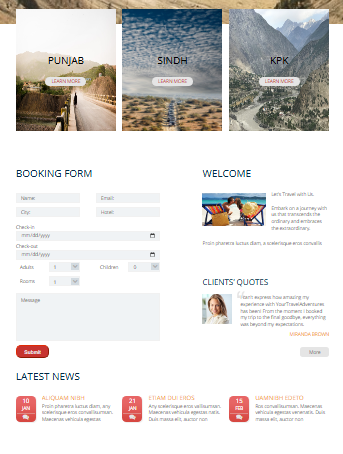 PUNJAB
LEARN MORE
SINDH
LEARN MORE
KPK
LEARN MORE
BOOKING FORM
Name:
Email:
City:
Hotel:
Check-in
mm/dd/yyyy
Check-out
mm/dd/yyyy
Adults
1
Children
0
Rooms
1
Message
Submit
WELCOME
Let's Travel with Us.
Embark on a journey with
us that transcends the
ordinary and embraces
the extraordinary.
Proin pharetra luctus diam, a scelerisque eros convallis
CLIENTS' QUOTES
Can't express how amazing my
experience with YourTravelAdventures
has been! From the moment I booked
my trip to the final goodbye, everything
was beyond my expectations.
MIRANDA BROWN
More
LATEST NEWS
10
JAN
ALIQUAM NIBH
Proin pharetra luctus diam, any
scelerisque eros convallisumsan.
Maecenas vehicula egestas
21
JAN
ETIAM DUI EROS
Any scelerisque eros vallisumsan.
Maecenas vehicula egestas natis.
Duis massa elit, auctor non
15
FEB
UAMNIBH EDETO
Ros convallisumsan. Maecenas
vehicula egestas venenatis. Duis
massa elit, auctor non